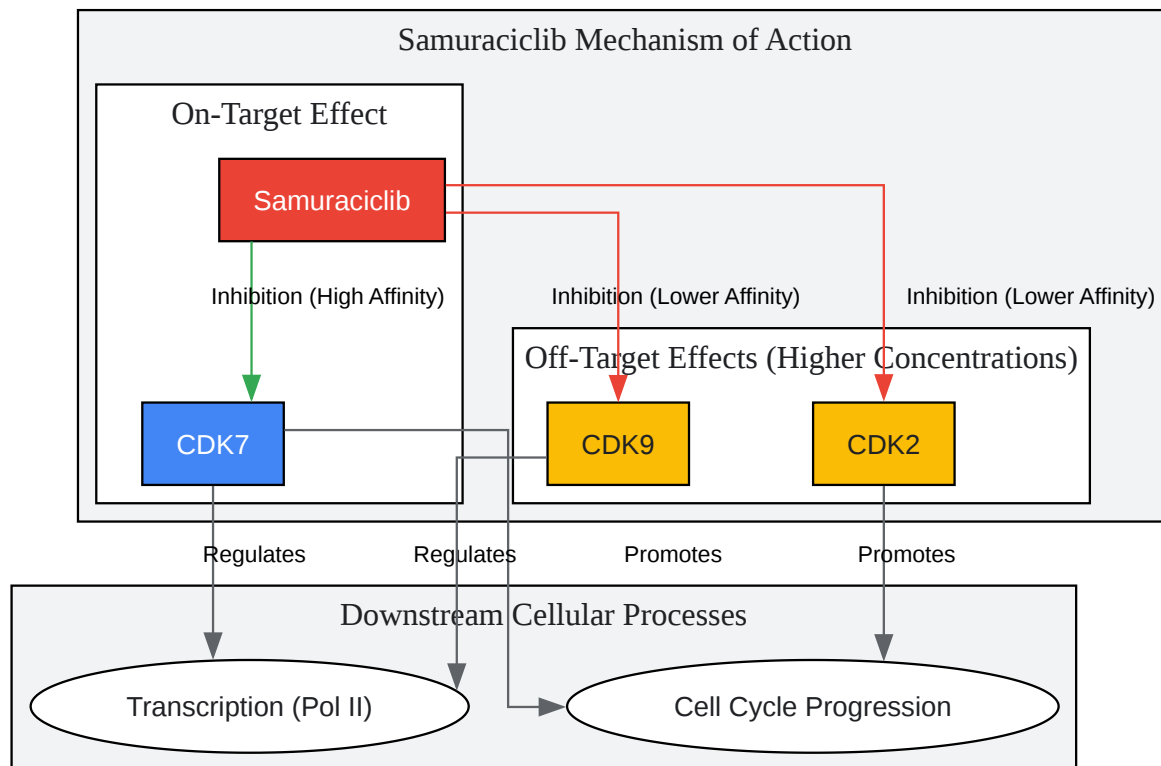 Samuraciclib Mechanism of Action
On-Target Effect
Samuraciclib
Inhibition (High Affinity)
Inhibition (Lower Affinity)
Inhibition (Lower Affinity)
Off-Target Effects (Higher Concentrations)
CDK7
CDK9
CDK2
Regulates
Regulates
Promotes
Promotes
Downstream Cellular Processes
Transcription (Pol II)
Cell Cycle Progression